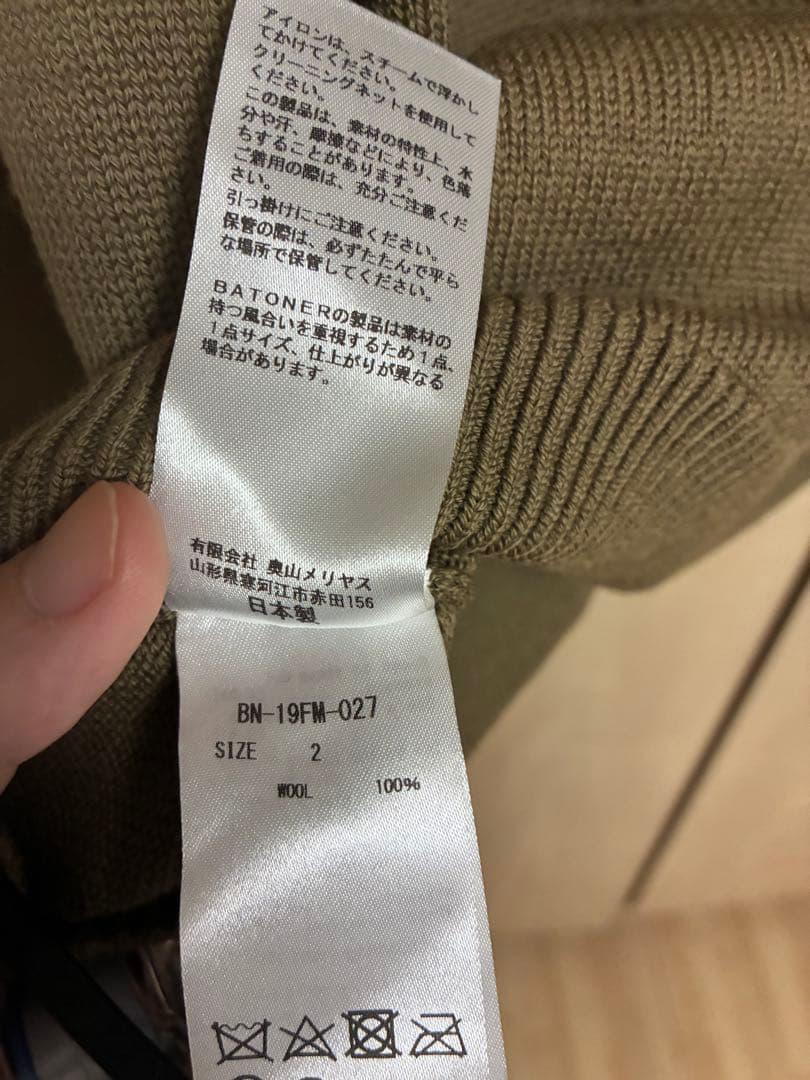 アイロンは、スチームで浮かし
てかけてください。
クリーニングネットを使用して
ください。
この製品は、素材の特性上、水
分や汗、摩擦などにより、色落
ちすることがあります。
ご着用の際は、充分ご注意くだ
さい。
引っ掛けにご注意ください。
保管の際は、必ずたたんで平ら
な場所で保管してください。
BATONERの製品は素材の
持つ風合いを重視するため1点、
1点サイズ、仕上がりが異なる
場合があります。
有限会社 奥山メリヤス
山形県寒河江市赤田156
日本製
BN-19FM-027
SIZE 2
WOOL 100%